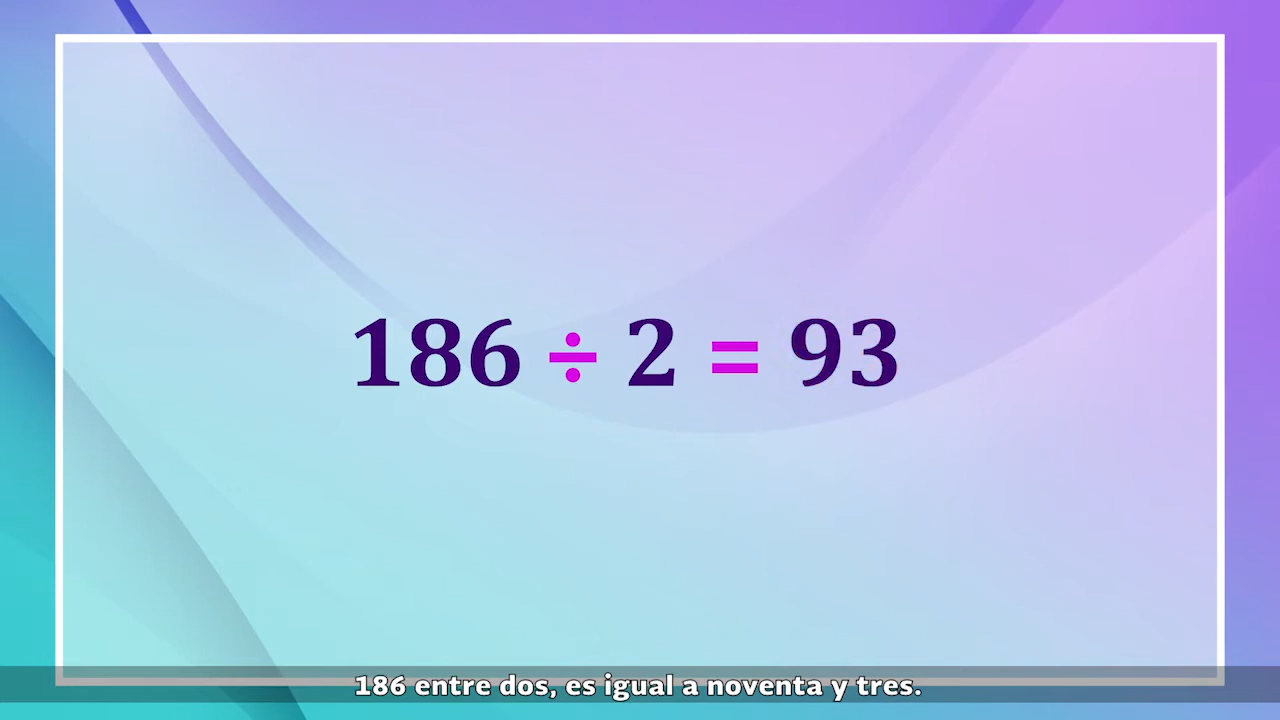 186 ÷ 2 = 93
186 entre dos, es igual a noventa y tres.